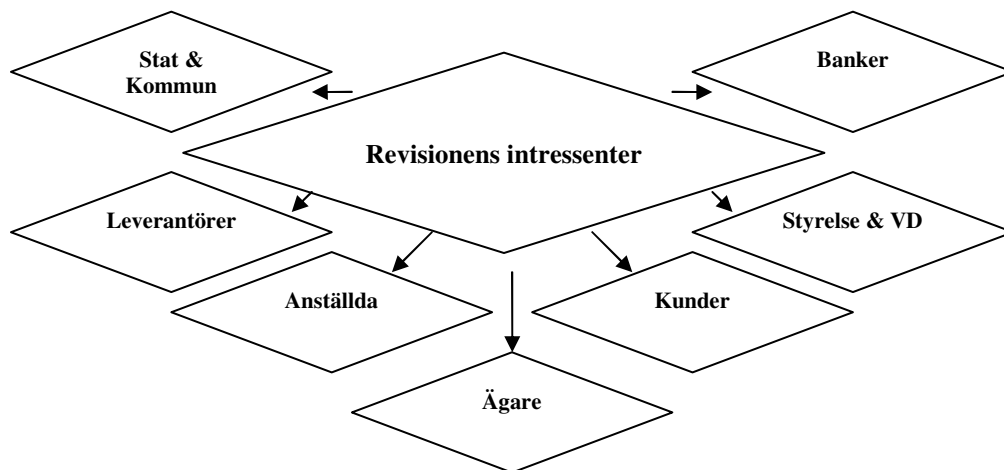 Stat &
Kommun
Banker
Revisionens intressenter
Leverantörer
Styrelse & VD
Anställda
Kunder
Ägare